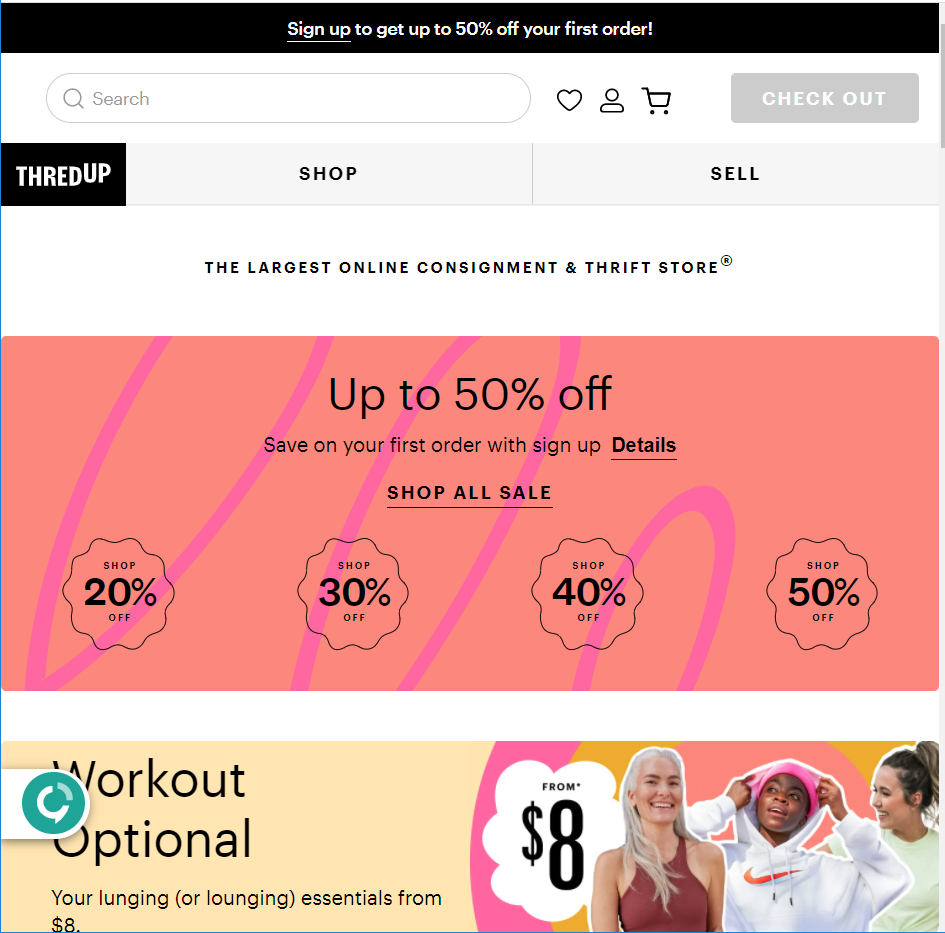 Sign up to get up to 50% off your first order!
Search
CHECK OUT
THREDUP
SHOP
SELL
THE LARGEST ONLINE CONSIGNMENT & THRIFT STORE®
Up to 50% off
Save on your first order with sign up Details
SHOP ALL SALE
SHOP
20%
OFF
SHOP
30%
OFF
SHOP
40%
OFF
SHOP
50%
OFF
Workout
Optional
Your lunging (or lounging) essentials from
$8.
FROM*
$8